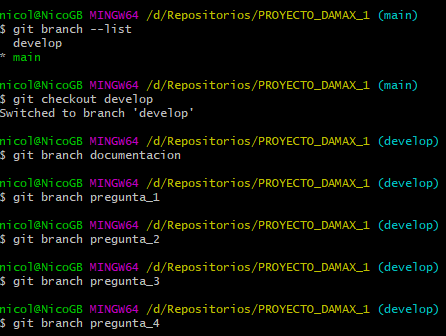 nicol@NicoGB MINGW64 /d/Repositorios/PROYECTO_DAMAX_1 (main)
$ git branch --list
  develop
* main
nicol@NicoGB MINGW64 /d/Repositorios/PROYECTO_DAMAX_1 (main)
$ git checkout develop
Switched to branch 'develop'
nicol@NicoGB MINGW64 /d/Repositorios/PROYECTO_DAMAX_1 (develop)
$ git branch documentacion
nicol@NicoGB MINGW64 /d/Repositorios/PROYECTO_DAMAX_1 (develop)
$ git branch pregunta_1
nicol@NicoGB MINGW64 /d/Repositorios/PROYECTO_DAMAX_1 (develop)
$ git branch pregunta_2
nicol@NicoGB MINGW64 /d/Repositorios/PROYECTO_DAMAX_1 (develop)
$ git branch pregunta_3
nicol@NicoGB MINGW64 /d/Repositorios/PROYECTO_DAMAX_1 (develop)
$ git branch pregunta_4